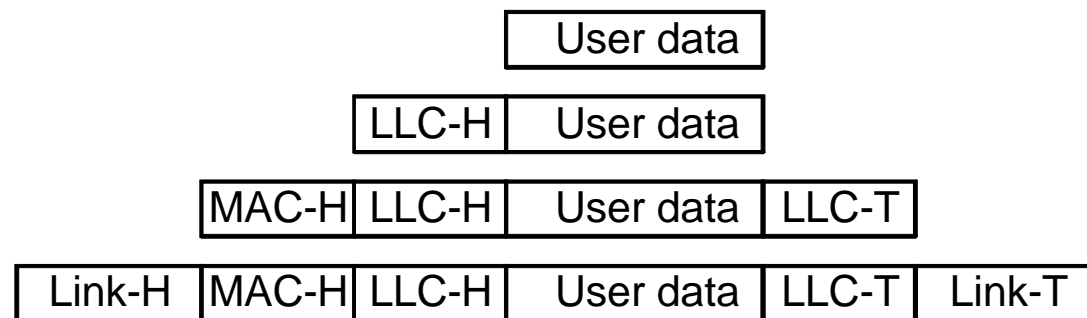 User data
LLC-H User data
MAC-H LLC-H User data LLC-T
Link-H MAC-H LLC-H User data LLC-T Link-T